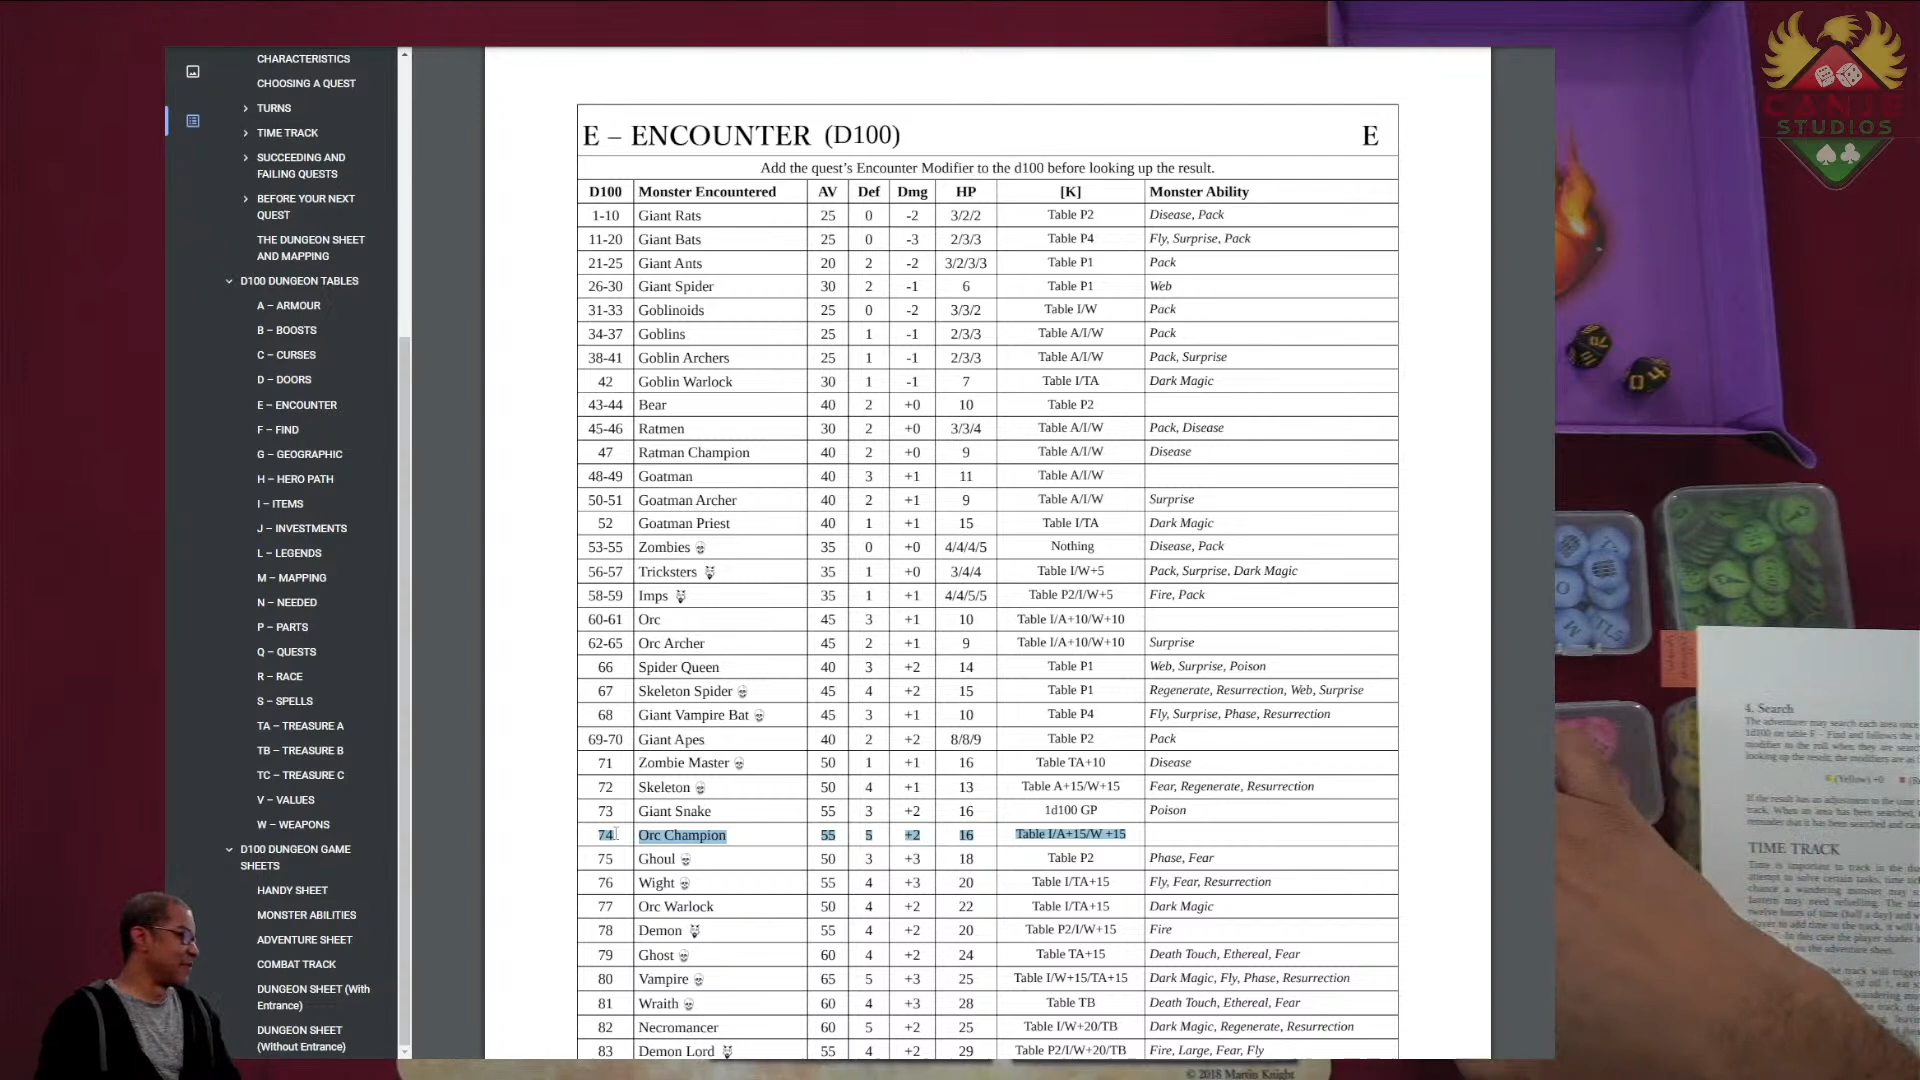 CHARACTERISTICS
CHOOSING A QUEST
TURNS
TIME TRACK
SUCCEEDING AND
FAILING QUESTS
BEFORE YOUR NEXT
QUEST
THE DUNGEON SHEET
AND MAPPING
D100 DUNGEON TABLES
A – ARMOUR
B – BOOSTS
C – CURSES
D – DOORS
E – ENCOUNTER
F – FIND
G – GEOGRAPHIC
H – HERO PATH
I – ITEMS
J – INVESTMENTS
L – LEGENDS
M – MAPPING
N – NEEDED
P – PARTS
Q – QUESTS
R – RACE
S – SPELLS
TA – TREASURE A
TB – TREASURE B
TC – TREASURE C
V – VALUES
W – WEAPONS
D100 DUNGEON GAME
SHEETS
HANDY SHEET
MONSTER ABILITIES
ADVENTURE SHEET
COMBAT TRACK
DUNGEON SHEET (With
Entrance)
DUNGEON SHEET
(Without Entrance)
E – ENCOUNTER (D100) E
Add the quest's Encounter Modifier to the d100 before looking up the result.
D100 Monster Encountered AV Def Dmg HP [K] Monster Ability
1-10 Giant Rats 25 0 -2 3/2/2 Table P2 Disease, Pack
11-20 Giant Bats 25 0 -3 2/3/3 Table P4 Fly, Surprise, Pack
21-25 Giant Ants 20 2 -2 3/2/3/3 Table P1 Pack
26-30 Giant Spider 30 2 -1 6 Table P1 Web
31-33 Goblinoids 25 0 -2 3/3/2 Table I/W Pack
34-37 Goblins 25 1 -1 2/3/3 Table A/I/W Pack
38-41 Goblin Archers 25 1 -1 2/3/3 Table A/I/W Pack, Surprise
42 Goblin Warlock 30 1 -1 7 Table I/TA Dark Magic
43-44 Bear 40 2 +0 10 Table P2
45-46 Ratmen 30 2 +0 3/3/4 Table A/I/W Pack, Disease
47 Ratman Champion 40 2 +0 9 Table A/I/W Disease
48-49 Goatman 40 3 +1 11 Table A/I/W
50-51 Goatman Archer 40 2 +1 9 Table A/I/W Surprise
52 Goatman Priest 40 1 +1 15 Table I/TA Dark Magic
53-55 Zombies 35 0 +0 4/4/4/5 Nothing Disease, Pack
56-57 Tricksters 35 1 +0 3/4/4 Table I/W+5 Pack, Surprise, Dark Magic
58-59 Imps 35 1 +1 4/4/5/5 Table P2/I/W+5 Fire, Pack
60-61 Orc 45 3 +1 10 Table I/A+10/W+10
62-65 Orc Archer 45 2 +1 9 Table I/A+10/W+10 Surprise
66 Spider Queen 40 3 +2 14 Table P1 Web, Surprise, Poison
67 Skeleton Spider 45 4 +2 15 Table P1 Regenerate, Resurrection, Web, Surprise
68 Giant Vampire Bat 45 3 +1 10 Table P4 Fly, Surprise, Phase, Resurrection
69-70 Giant Apes 40 2 +2 8/8/9 Table P2 Pack
71 Zombie Master 50 1 +1 16 Table TA+10 Disease
72 Skeleton 50 4 +1 13 Table A+15/W+15 Fear, Regenerate, Resurrection
73 Giant Snake 55 3 +2 16 1d100 GP Poison
74 Orc Champion 55 5 +2 16 Table I/A+15/W +15
75 Ghoul 50 3 +3 18 Table P2 Phase, Fear
76 Wight 55 4 +3 20 Table I/TA+15 Fly, Fear, Resurrection
77 Orc Warlock 50 4 +2 22 Table I/TA+15 Dark Magic
78 Demon 55 4 +2 20 Table P2/I/W+15 Fire
79 Ghost 60 4 +2 24 Table TA+15 Death Touch, Ethereal, Fear
80 Vampire 65 5 +3 25 Table I/W+15/TA+15 Dark Magic, Fly, Phase, Resurrection
81 Wraith 60 4 +3 28 Table TB Death Touch, Ethereal, Fear
82 Necromancer 60 5 +2 25 Table I/W+20/TB Dark Magic, Regenerate, Resurrection
83 Demon Lord 55 4 +2 29 Table P2/I/W+20/TB Fire, Large, Fear, Fly
© 2018 Martin Knight
CANJE
STUDIOS
70
04
4. Search
The adventurer may search each area once
(Yellow) +0
TIME TRACK
Time is important to track in the